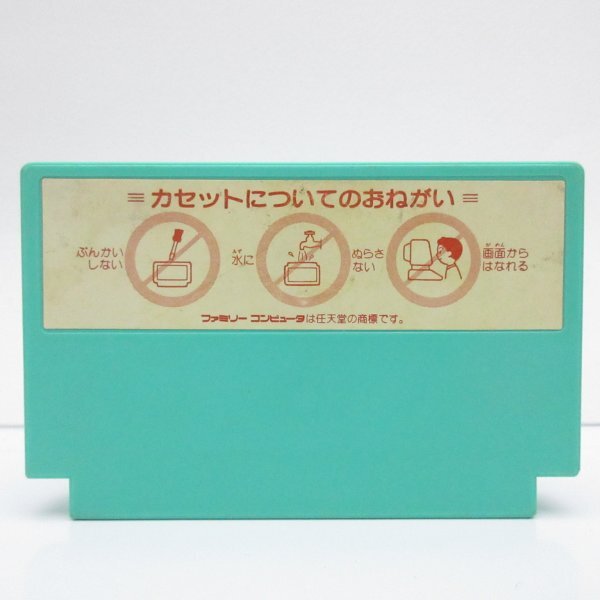 カセットについてのおねがい
ぶんかい
しない
みず
水に
ぬらさ
ない
がめん
画面から
はなれる
ファミリー コンピュータは任天堂の商標です。